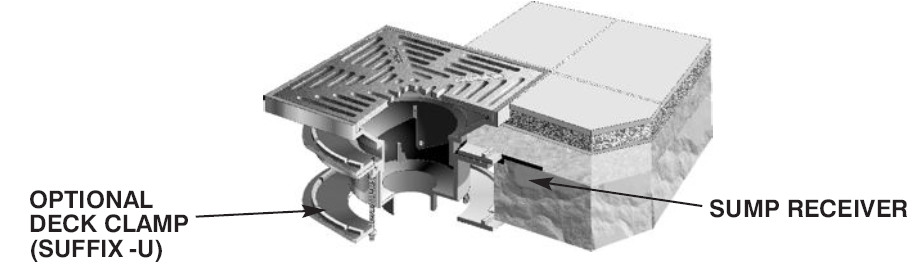 OPTIONAL
DECK CLAMP
(SUFFIX -U)
SUMP RECEIVER